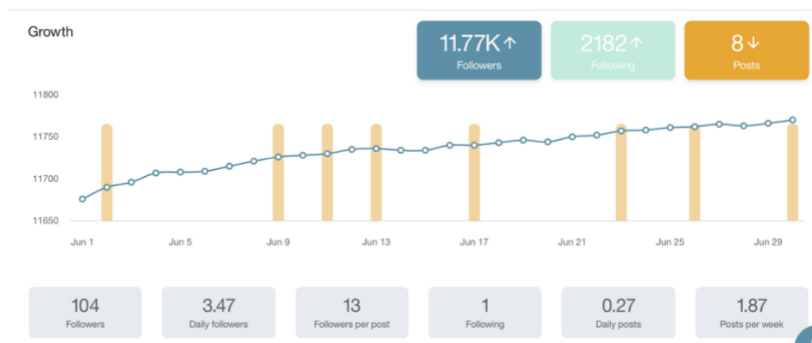 Growth
11.77K↑
Followers
2182↑
Following
8↓
Posts
11800
11750
11700
11650
Jun 1 Jun 5 Jun 9 Jun 13 Jun 17 Jun 21 Jun 25 Jun 29
104
Followers
3.47
Daily followers
13
Followers per post
1
Following
0.27
Daily posts
1.87
Posts per week